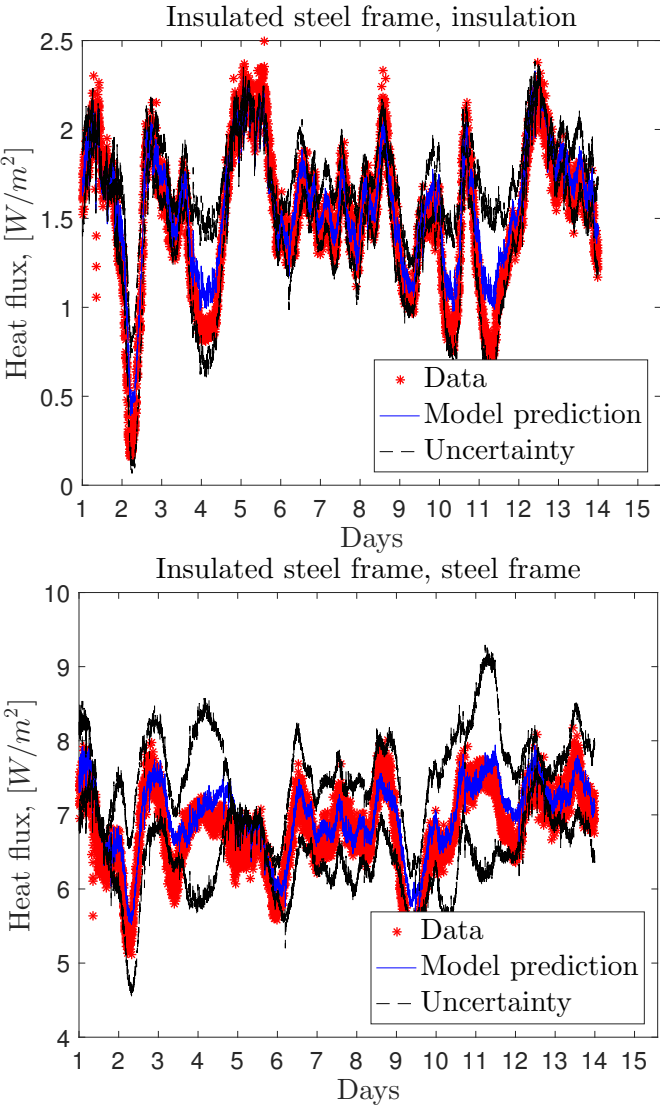 Insulated steel frame, insulation
2.5
2
1.5
1
0.5
0
Heat flux, [W/m²]
Data
Model prediction
Uncertainty
1 2 3 4 5 6 7 8 9 10 11 12 13 14 15
Days
Insulated steel frame, steel frame
10
9
8
7
6
5
4
Heat flux, [W/m²]
Data
Model prediction
Uncertainty
1 2 3 4 5 6 7 8 9 10 11 12 13 14 15
Days